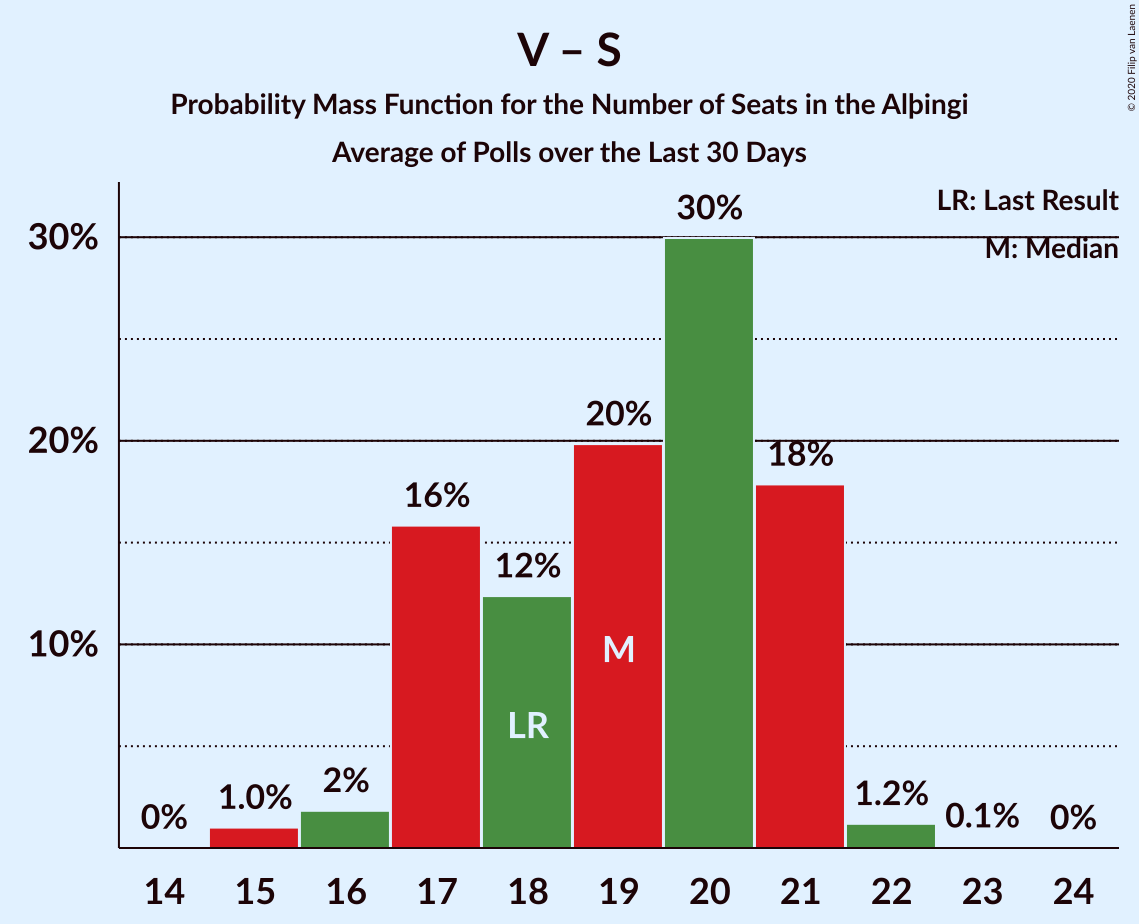 V – S
Probability Mass Function for the Number of Seats in the Alþingi
Average of Polls over the Last 30 Days
© 2020 Filip van Laenen
LR: Last Result
M: Median
30%
20%
10%
0%
1.0%
2%
16%
12%
20%
30%
18%
1.2%
0.1%
0%
LR
M
14 15 16 17 18 19 20 21 22 23 24